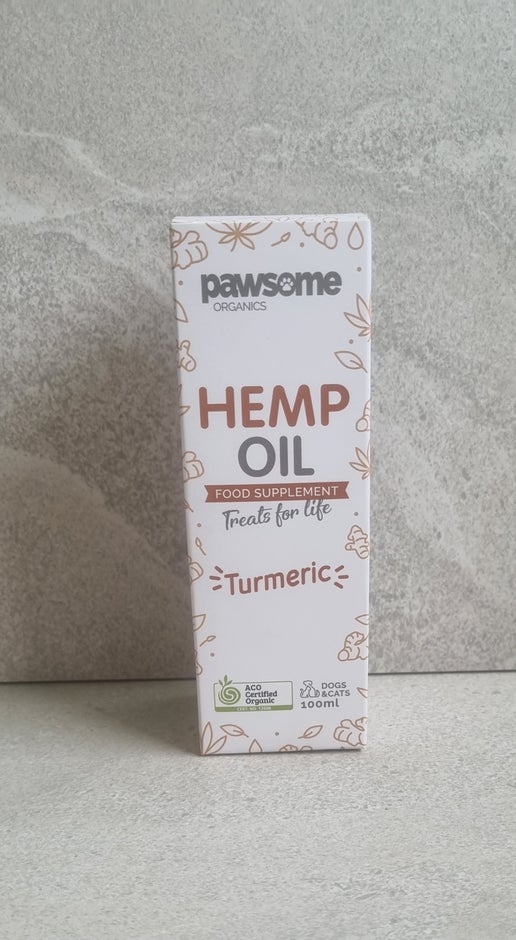 pawsome
ORGANICS
HEMP
OIL
FOOD SUPPLEMENT
Treats for life
Turmeric
ACO
Certified
Organic
DOGS
&CATS
100ml